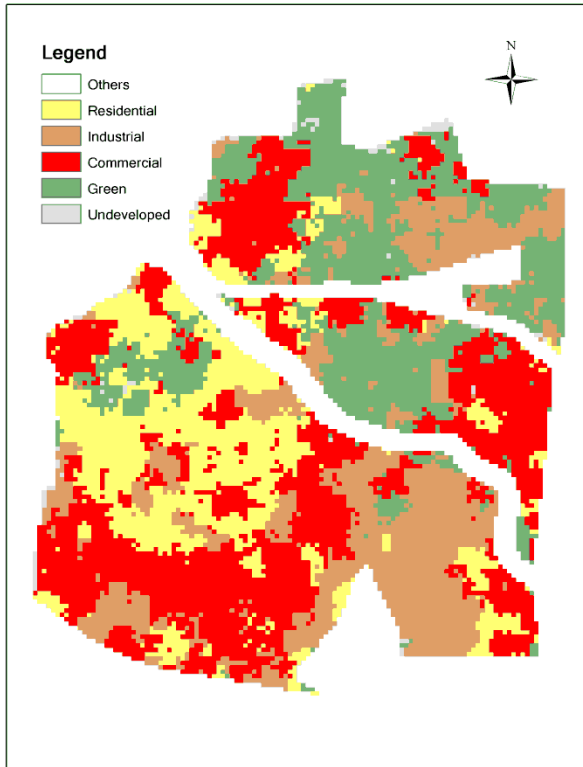 Legend
N
Others
Residential
Industrial
Commercial
Green
Undeveloped